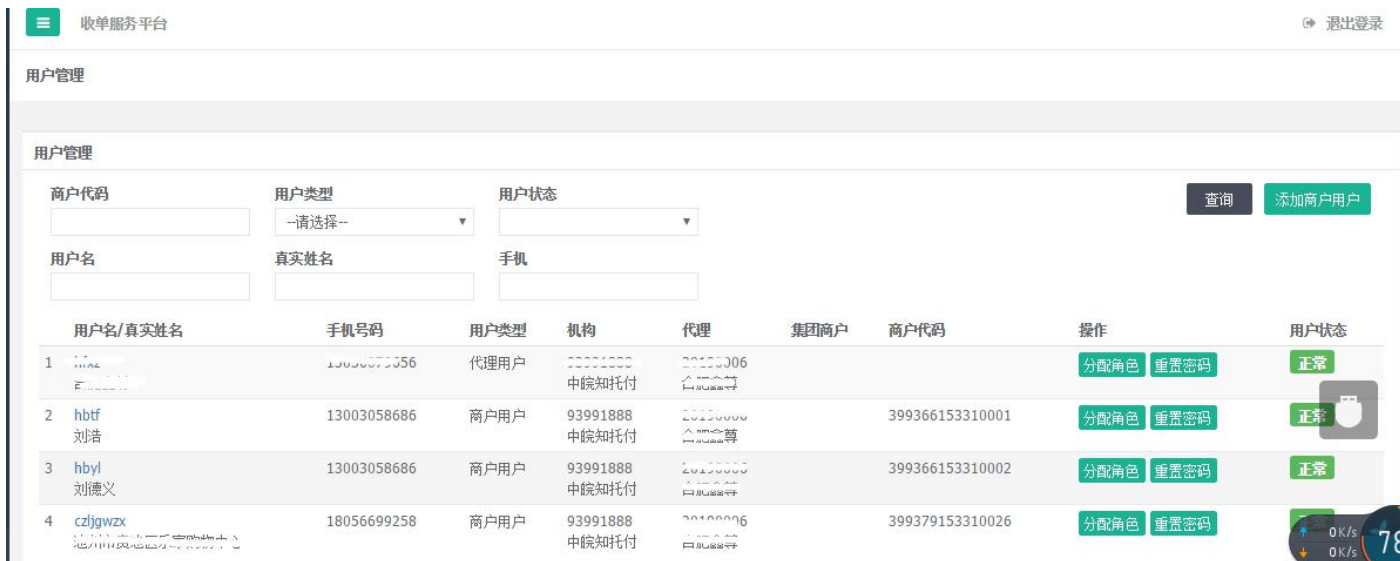 收单服务平台
退出登录
用户管理
用户管理
商户代码 用户类型 用户状态
--请选择-- 查询 添加商户用户
用户名 真实姓名 手机
用户名/真实姓名 手机号码 用户类型 机构 代理 集团商户 商户代码 操作 用户状态
1 代理用户 分配角色 重置密码 正常
中皖知托付
2 hbtf 13003058686 商户用户 93991888 399366153310001 分配角色 重置密码 正常
刘浩 中皖知托付
3 hbyl 13003058686 商户用户 93991888 399366153310002 分配角色 重置密码 正常
刘德义 中皖知托付
4 czljgwzx 18056699258 商户用户 93991888 399379153310026 分配角色 重置密码
中皖知托付
0K/s
0K/s
78